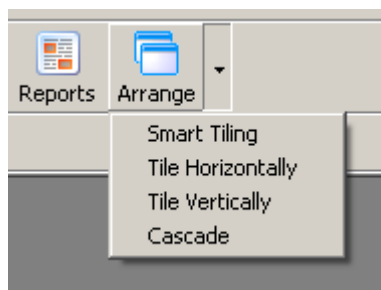 Reports Arrange
Smart Tiling
Tile Horizontally
Tile Vertically
Cascade